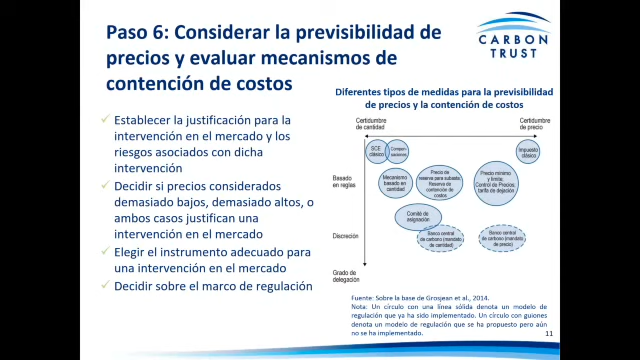 Paso 6: Considerar la previsibilidad de
precios y evaluar mecanismos de
contención de costos
CARBON
TRUST
Establecer la justificación para la
intervención en el mercado y los
riesgos asociados con dicha
intervención
Decidir si precios considerados
demasiado bajos, demasiado altos, o
ambos casos justifican una
intervención en el mercado
Elegir el instrumento adecuado para
una intervención en el mercado
Decidir sobre el marco de regulación
Diferentes tipos de medidas para la previsibilidad
de precios y la contención de costos
Certidumbre
de cantidad
Certidumbre
de precio
SCE
clásico
Compen-
saciones
Impuesto
clásico
Basado
en reglas
Mecanismo
basado en
cantidad
Precio de
reserva para subasta
Reserva de
contención de
costos
Precio mínimo
y límite;
Control de Precios,
tarifa de dejación
Comité de
asignación
Discreción
Banco central
de carbono (mandato
de cantidad)
Banco central
de carbono (mandato
de precio)
Grado de
delegación
Fuente: Sobre la base de Grosjean et al., 2014.
Nota: Un círculo con una línea sólida denota un modelo de
regulación que ya ha sido implementado. Un círculo con guiones
denota un modelo de regulación que se ha propuesto pero aún
no se ha implementado.
11